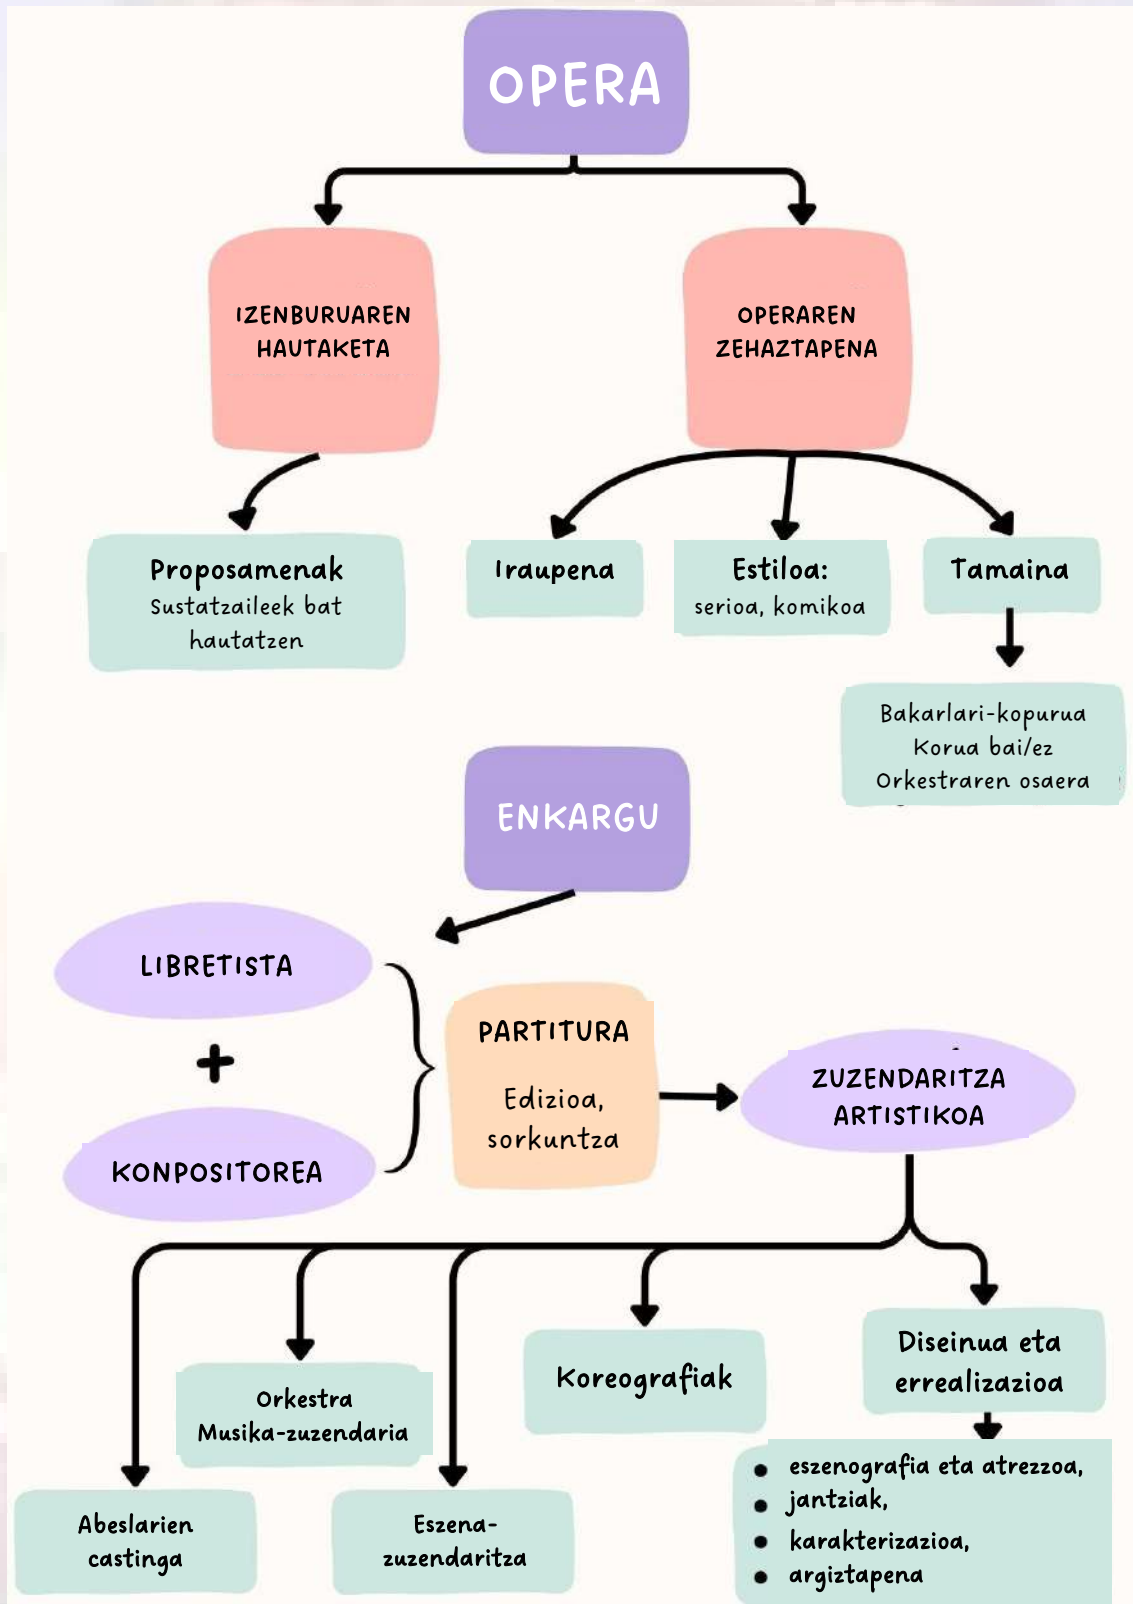 OPERA
IZENBURUAREN
HAUTAKETA
OPERAREN
ZEHAZTAPENA
Proposamenak
Sustatzaileek bat
hautatzen
Iraupena
Estiloa:
serioa, komikoa
Tamaina
Bakarlari-kopurua
Korua bai/ez
Orkestraren osaera
ENKARGU
LIBRETISTA
+
KONPOSITOREA
PARTITURA
Edizioa,
sorkuntza
ZUZENDARITZA
ARTISTIKOA
Abeslarien
castinga
Orkestra
Musika-zuzendaria
Eszena-
zuzendaritza
Koreografiak
Diseinua eta
errealizazioa
• eszenografia eta atrezzoa,
• jantziak,
• karakterizazioa,
• argiztapena